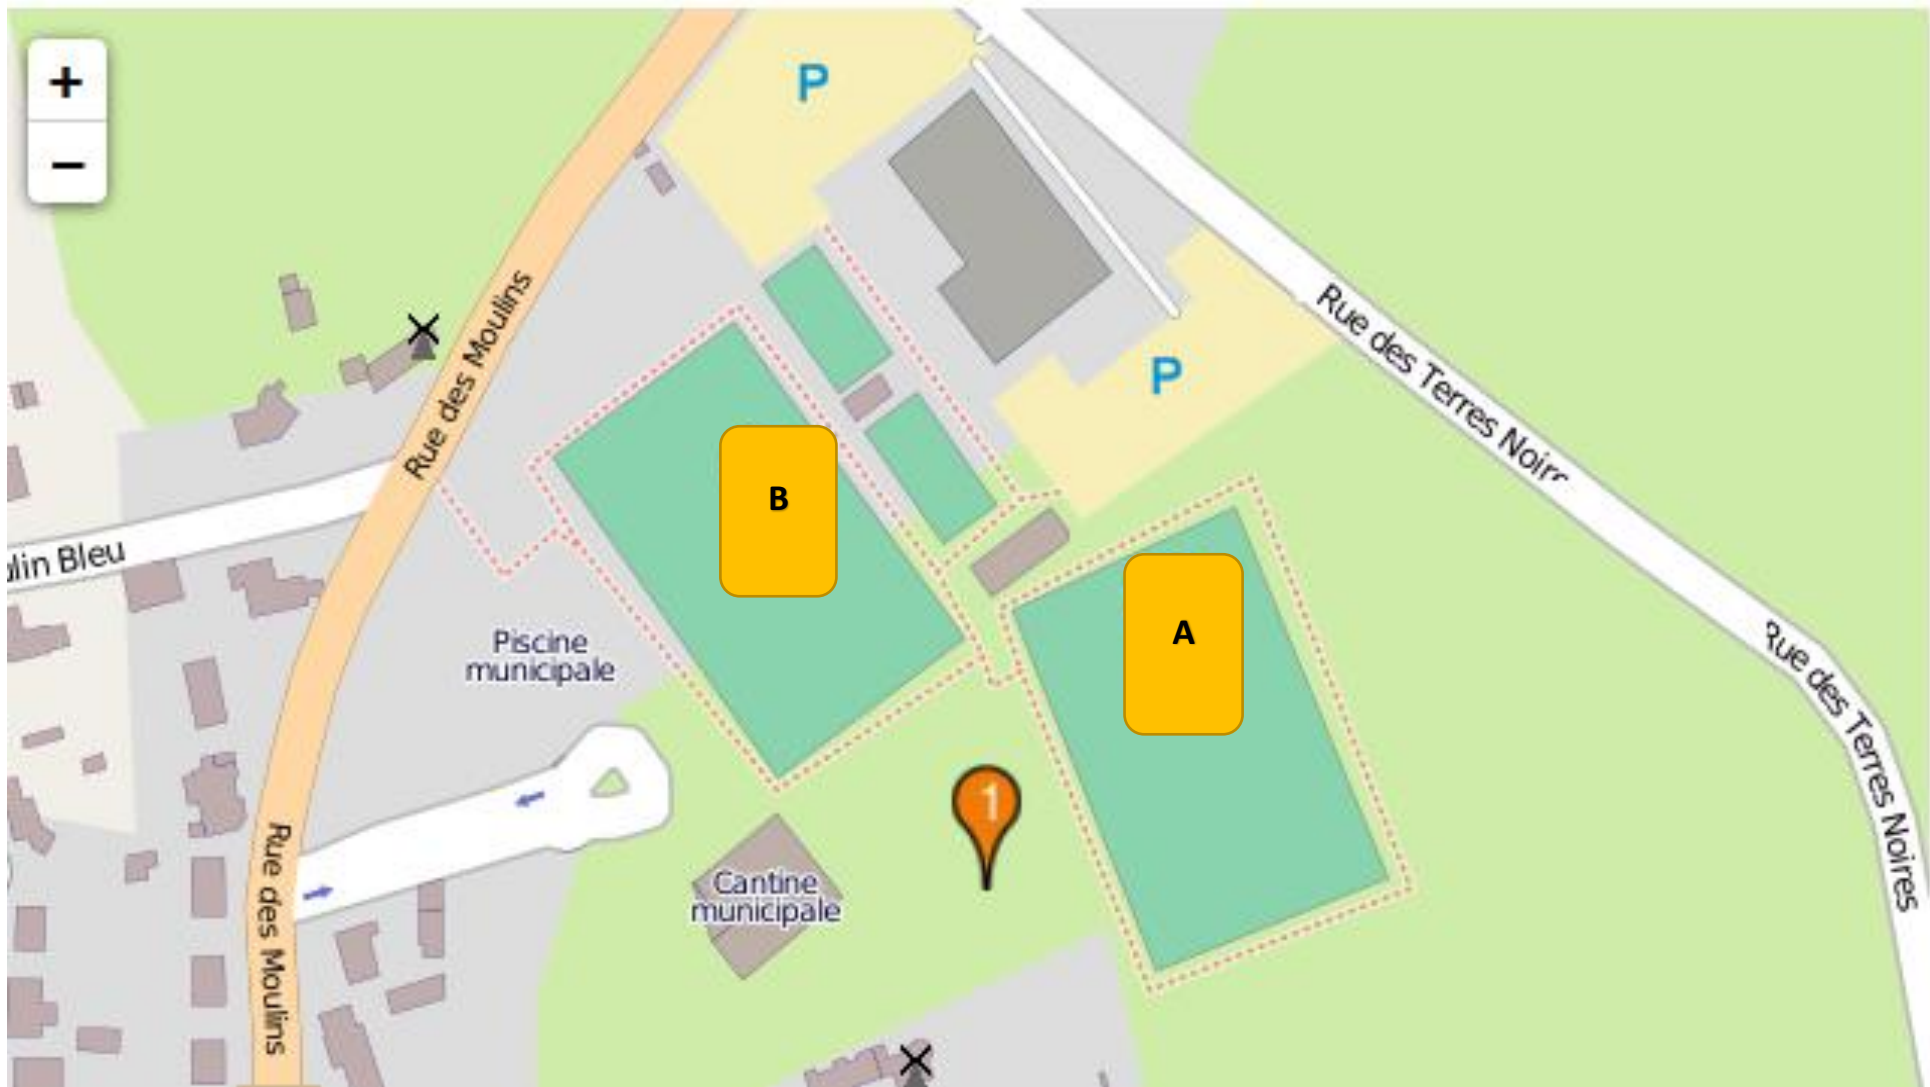 +
−
P
Rue des Moulins
P
Rue des Terres Noir
B
lin Bleu
A
Piscine
municipale
Rue des Terres Noires
1
Rue des Moulins
Cantine
municipale